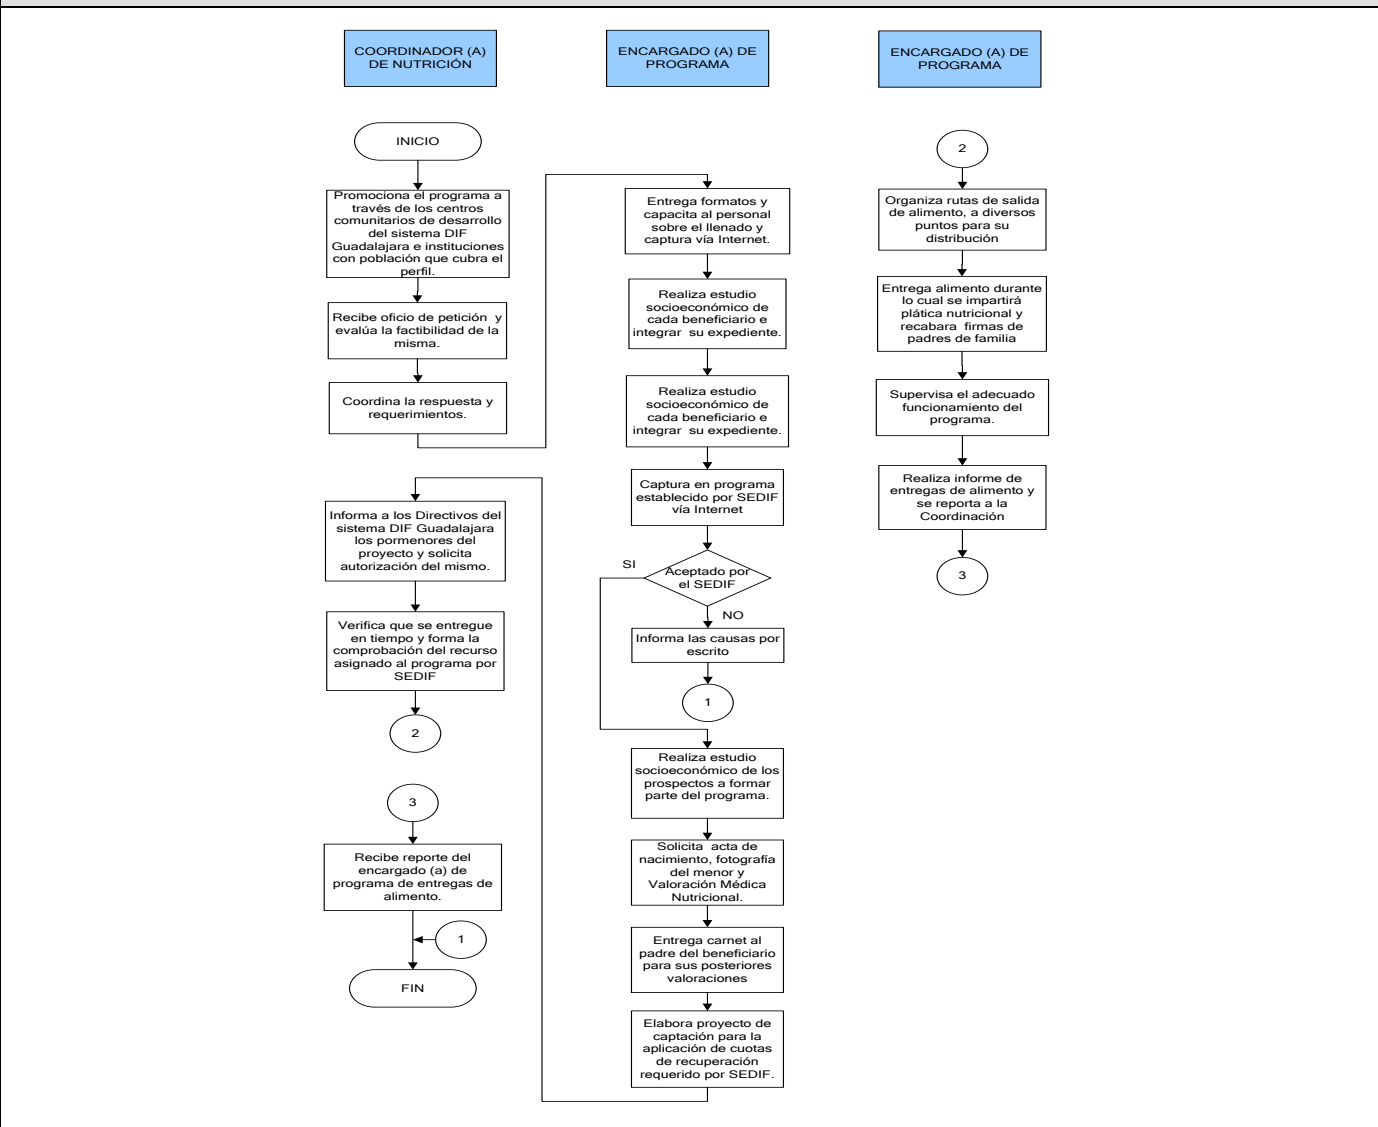 COORDINADOR (A)
DE NUTRICIÓN
INICIO
Promociona el programa a
través de los centros
comunitarios de desarrollo
del sistema DIF
Guadalajara e instituciones
con población que cubra el
perfil.
Recibe oficio de petición y
evalúa la factibilidad de la
misma.
Coordina la respuesta y
requerimientos.
Informa a los Directivos del
sistema DIF Guadalajara
los pormenores del
proyecto y solicita
autorización del mismo.
Verifica que se entregue
en tiempo y forma la
comprobación del recurso
asignado al programa por
SEDIF
2
3
Recibe reporte del
encargado (a) de
programa de entregas de
alimento.
1
FIN
ENCARGADO (A) DE
PROGRAMA
Entrega formatos y
capacita al personal
sobre el llenado y
captura vía Internet.
Realiza estudio
socioeconómico de
cada beneficiario e
integrar su expediente.
Realiza estudio
socioeconómico de
cada beneficiario e
integrar su expediente.
Captura en programa
establecido por SEDIF
vía Internet
SI
Aceptado por
el SEDIF
NO
Informa las causas por
escrito
1
Realiza estudio
socioeconómico de los
prospectos a formar
parte del programa.
Solicita acta de
nacimiento, fotografía
del menor y
Valoración Médica
Nutricional.
Entrega carnet al
padre del beneficiario
para sus posteriores
valoraciones
Elabora proyecto de
captación para la
aplicación de cuotas
de recuperación
requerido por SEDIF.
ENCARGADO (A) DE
PROGRAMA
2
Organiza rutas de salida
de alimento, a diversos
puntos para su
distribución
Entrega alimento durante
lo cual se impartirá
plática nutricional y
recabara firmas de
padres de familia
Supervisa el adecuado
funcionamiento del
programa.
Realiza informe de
entregas de alimento y
se reporta a la
Coordinación
3